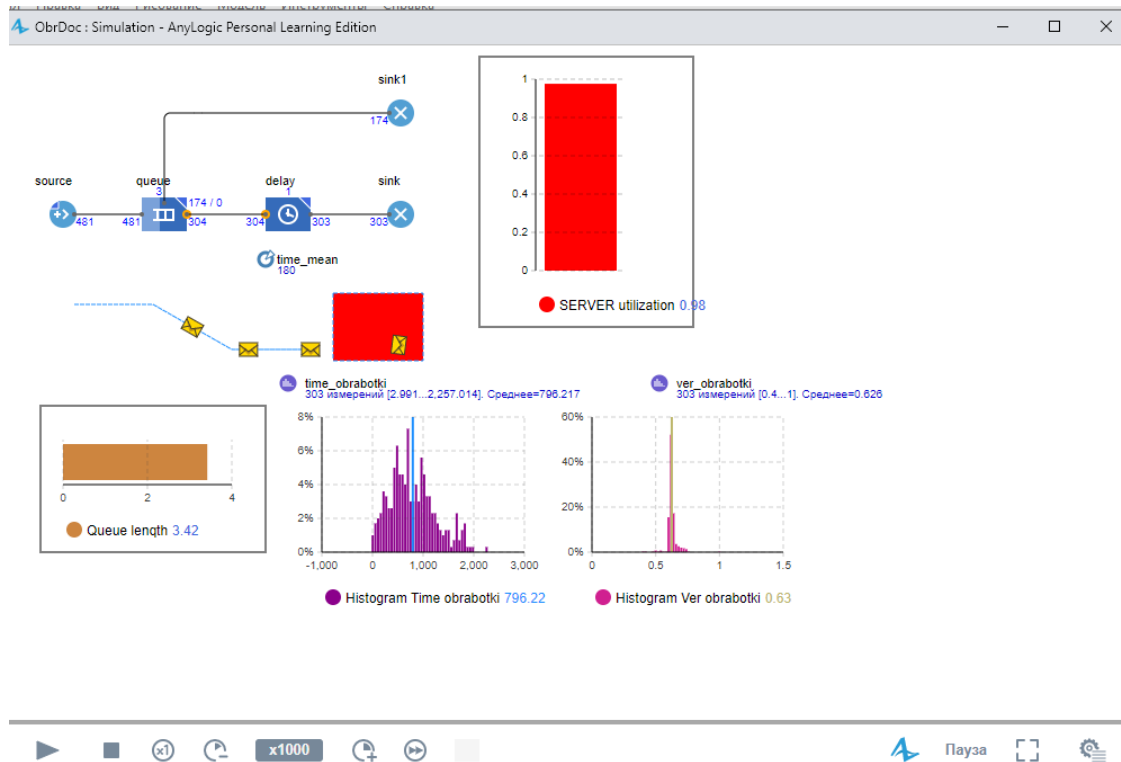 ObrDoc : Simulation - AnyLogic Personal Learning Edition
sink1
174
source
queue
delay
sink
3
1
174 / 0
481
481
304
304
303
303
time_mean
180
1
0.8
0.6
0.4
0.2
0
SERVER utilization 0.98
time_obrabotki
303 измерений [2.991...2,257.014]. Среднее=796.217
ver_obrabotki
303 измерений [0.4...1]. Среднее=0.626
0
2
4
Queue length 3.42
8%
6%
4%
2%
0%
-1,000
0
1,000
2,000
3,000
Histogram Time obrabotki 796.22
60%
40%
20%
0%
0
0.5
1
1.5
Histogram Ver obrabotki 0.63
x1
x1000
Пауза